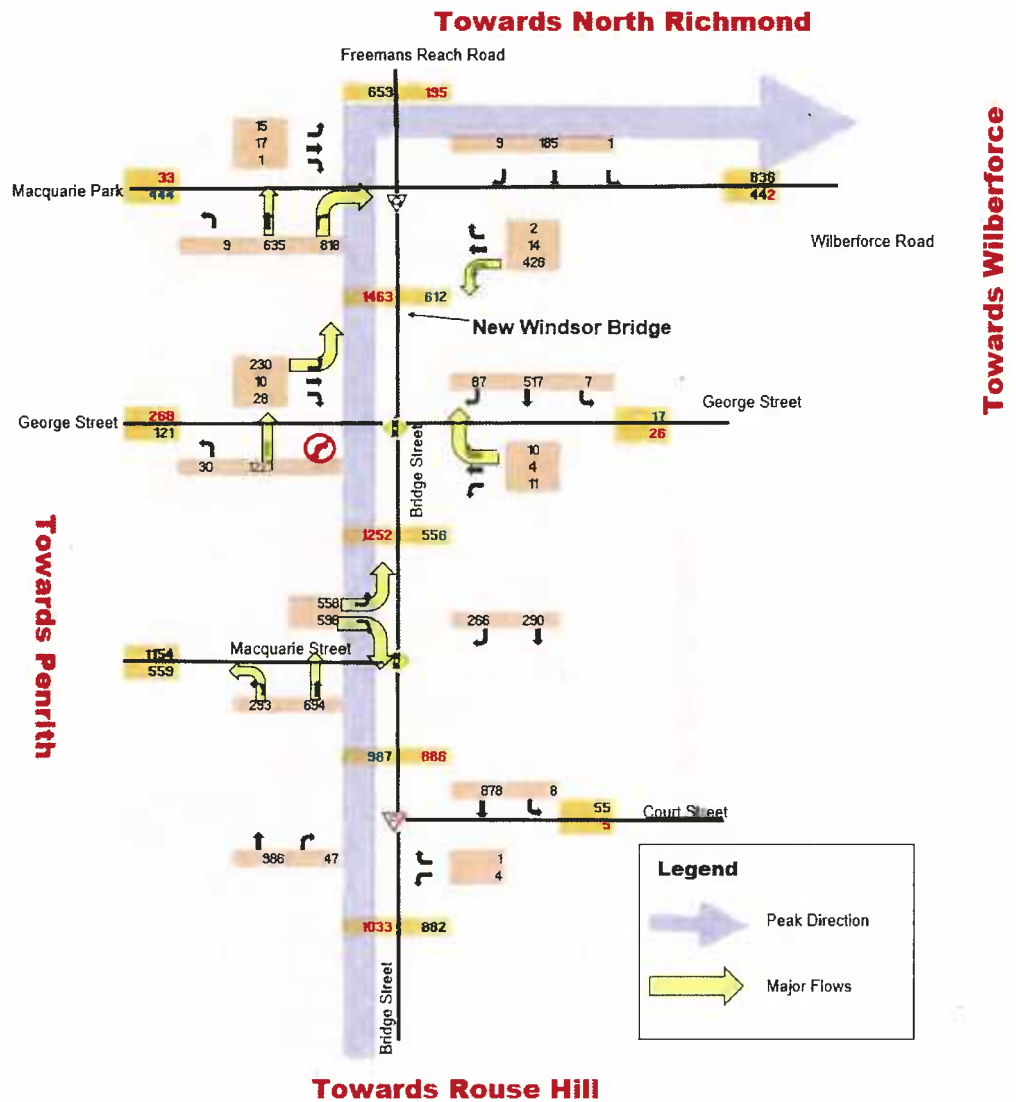 Towards North Richmond
Freemans Reach Road
653 195
15
17
1
9 185 1
Macquarie Park
33
444
836
442
9 635 818
2
14
428
Wilberforce Road
Towards Wilberforce
1463 612
New Windsor Bridge
230
10
28
87 517 7
George Street
268
121
George Street
17
26
30
10
4
11
Bridge Street
1252 556
Towards Penrith
558
596
266 290
1154
559
Macquarie Street
293 694
987 886
878 8
55
5
Court Street
986 47
1
4
1033 882
Bridge Street
Legend
Peak Direction
Major Flows
Towards Rouse Hill